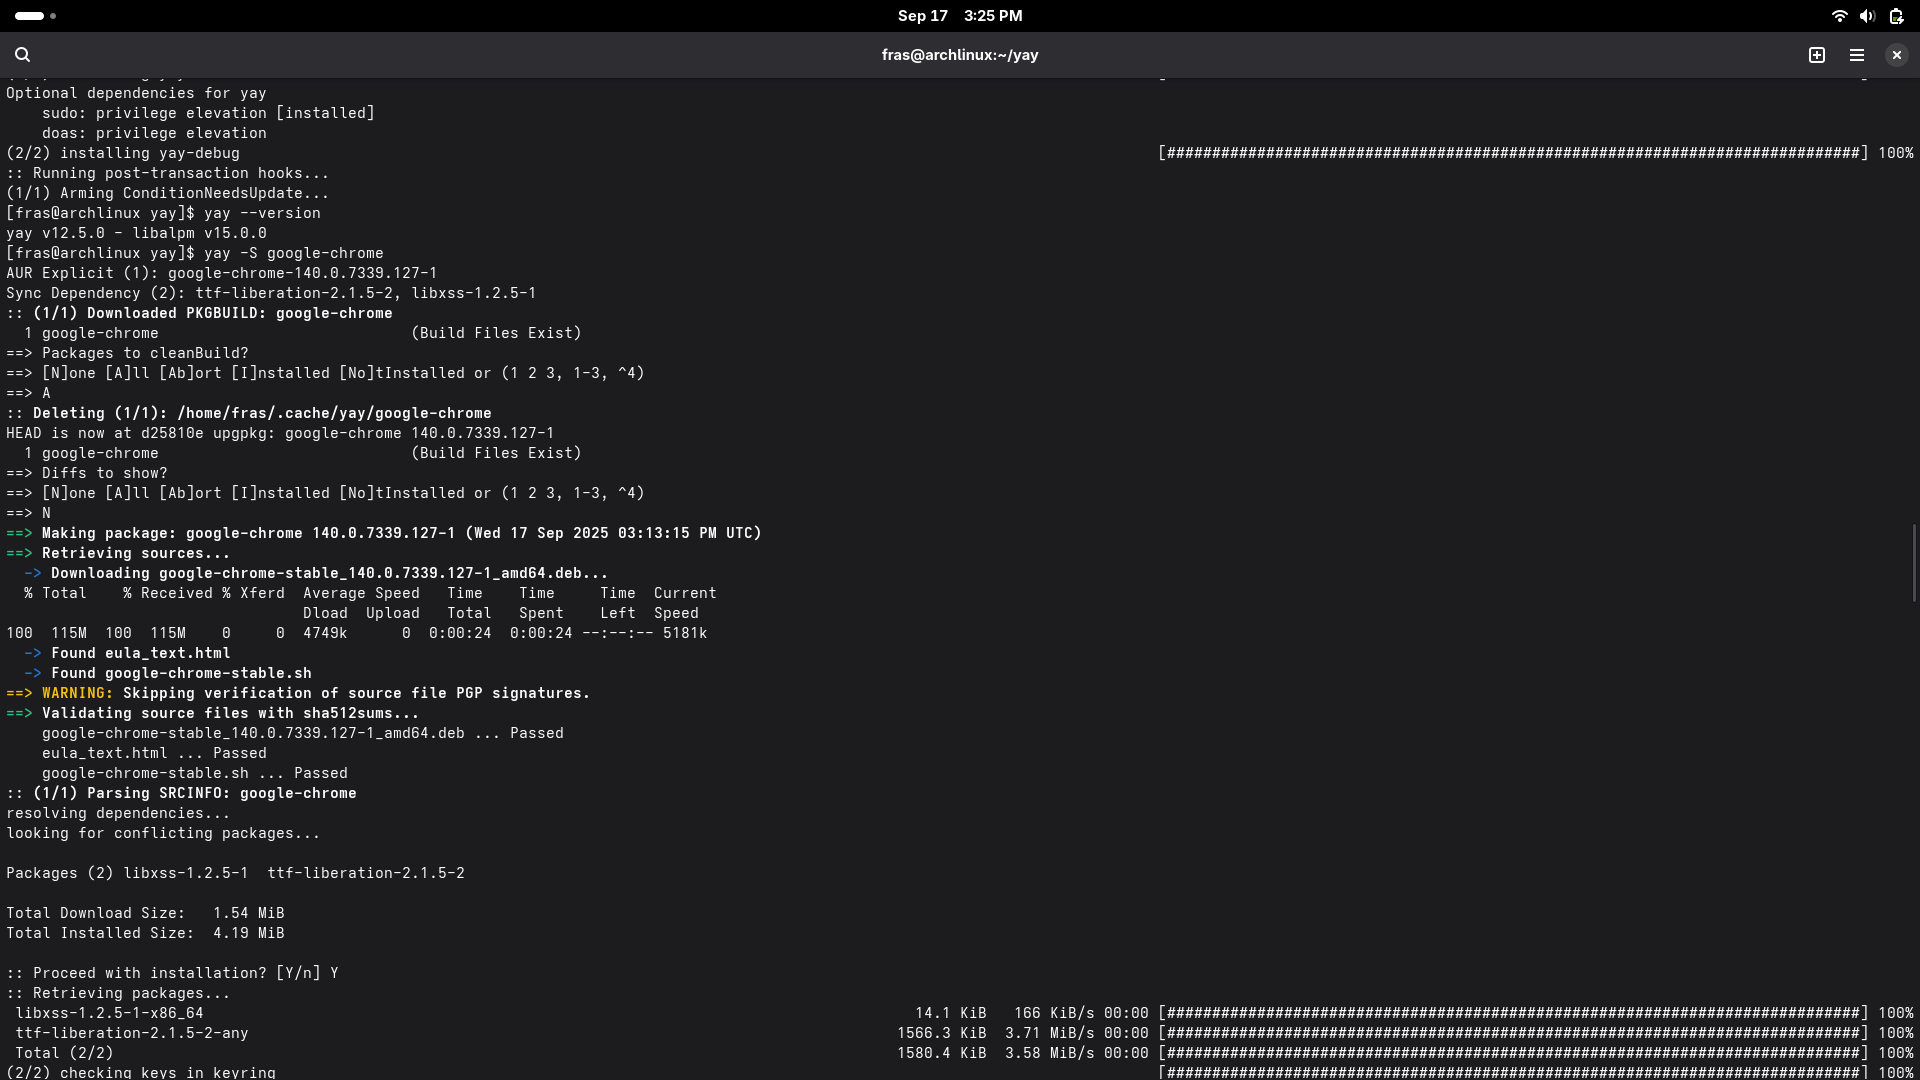 Sep 17 3:25 PM
fras@archlinux:~/yay
Optional dependencies for yay
    sudo: privilege elevation [installed]
    doas: privilege elevation
(2/2) installing yay-debug [#############################################################################] 100%
:: Running post-transaction hooks...
(1/1) Arming ConditionNeedsUpdate...
[fras@archlinux yay]$ yay --version
yay v12.5.0 - libalpm v15.0.0
[fras@archlinux yay]$ yay -S google-chrome
AUR Explicit (1): google-chrome-140.0.7339.127-1
Sync Dependency (2): ttf-liberation-2.1.5-2, libxss-1.2.5-1
:: (1/1) Downloaded PKGBUILD: google-chrome
  1 google-chrome                            (Build Files Exist)
==> Packages to cleanBuild?
==> [N]one [A]ll [Ab]ort [I]nstalled [No]tInstalled or (1 2 3, 1-3, ^4)
==> A
:: Deleting (1/1): /home/fras/.cache/yay/google-chrome
HEAD is now at d25810e upgpkg: google-chrome 140.0.7339.127-1
  1 google-chrome                            (Build Files Exist)
==> Diffs to show?
==> [N]one [A]ll [Ab]ort [I]nstalled [No]tInstalled or (1 2 3, 1-3, ^4)
==> N
==> Making package: google-chrome 140.0.7339.127-1 (Wed 17 Sep 2025 03:13:15 PM UTC)
==> Retrieving sources...
  -> Downloading google-chrome-stable_140.0.7339.127-1_amd64.deb...
  % Total    % Received % Xferd  Average Speed   Time    Time     Time  Current
                                 Dload  Upload   Total   Spent    Left  Speed
100  115M  100  115M    0     0  4749k      0  0:00:24  0:00:24 --:--:-- 5181k
  -> Found eula_text.html
  -> Found google-chrome-stable.sh
==> WARNING: Skipping verification of source file PGP signatures.
==> Validating source files with sha512sums...
    google-chrome-stable_140.0.7339.127-1_amd64.deb ... Passed
    eula_text.html ... Passed
    google-chrome-stable.sh ... Passed
:: (1/1) Parsing SRCINFO: google-chrome
resolving dependencies...
looking for conflicting packages...
Packages (2) libxss-1.2.5-1  ttf-liberation-2.1.5-2
Total Download Size:   1.54 MiB
Total Installed Size:  4.19 MiB
:: Proceed with installation? [Y/n] Y
:: Retrieving packages...
 libxss-1.2.5-1-x86_64 14.1 KiB   166 KiB/s 00:00 [#############################################################################] 100%
 ttf-liberation-2.1.5-2-any 1566.3 KiB  3.71 MiB/s 00:00 [#############################################################################] 100%
 Total (2/2) 1580.4 KiB  3.58 MiB/s 00:00 [#############################################################################] 100%
(2/2) checking keys in keyring [#############################################################################] 100%